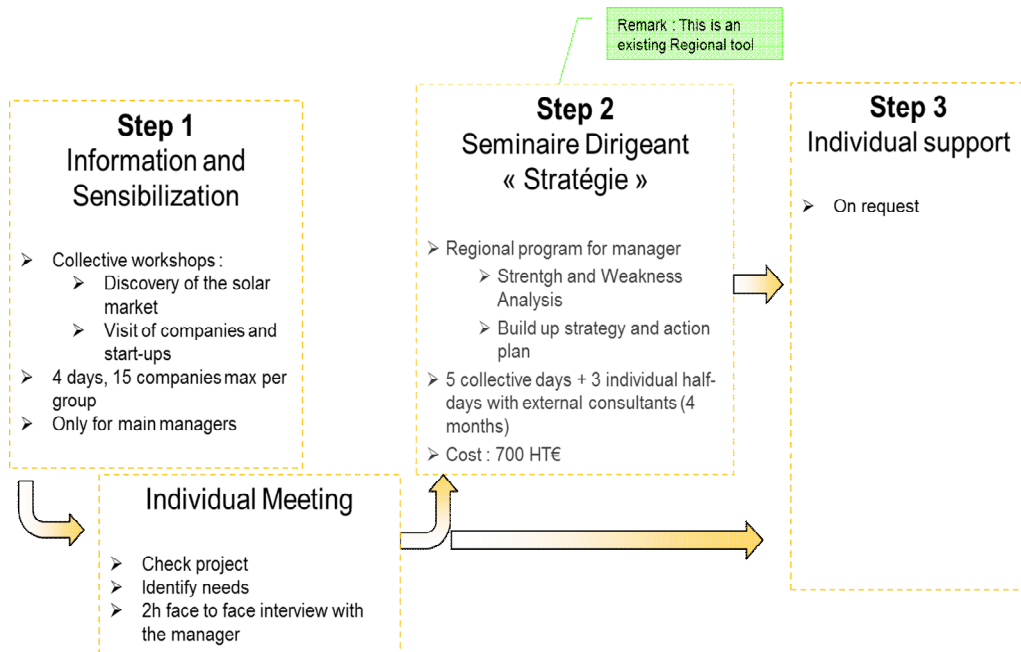 Remark : This is an
existing Regional tool
Step 1
Information and
Sensibilization
➢ Collective workshops :
➢ Discovery of the solar
market
➢ Visit of companies and
start-ups
➢ 4 days, 15 companies max per
group
➢ Only for main managers
Individual Meeting
➢ Check project
➢ Identify needs
➢ 2h face to face interview with
the manager
Step 2
Seminaire Dirigeant
« Stratégie »
➢ Regional program for manager
➢ Strentgh and Weakness
Analysis
➢ Build up strategy and action
plan
➢ 5 collective days + 3 individual half-
days with external consultants (4
months)
➢ Cost : 700 HT€
Step 3
Individual support
➢ On request